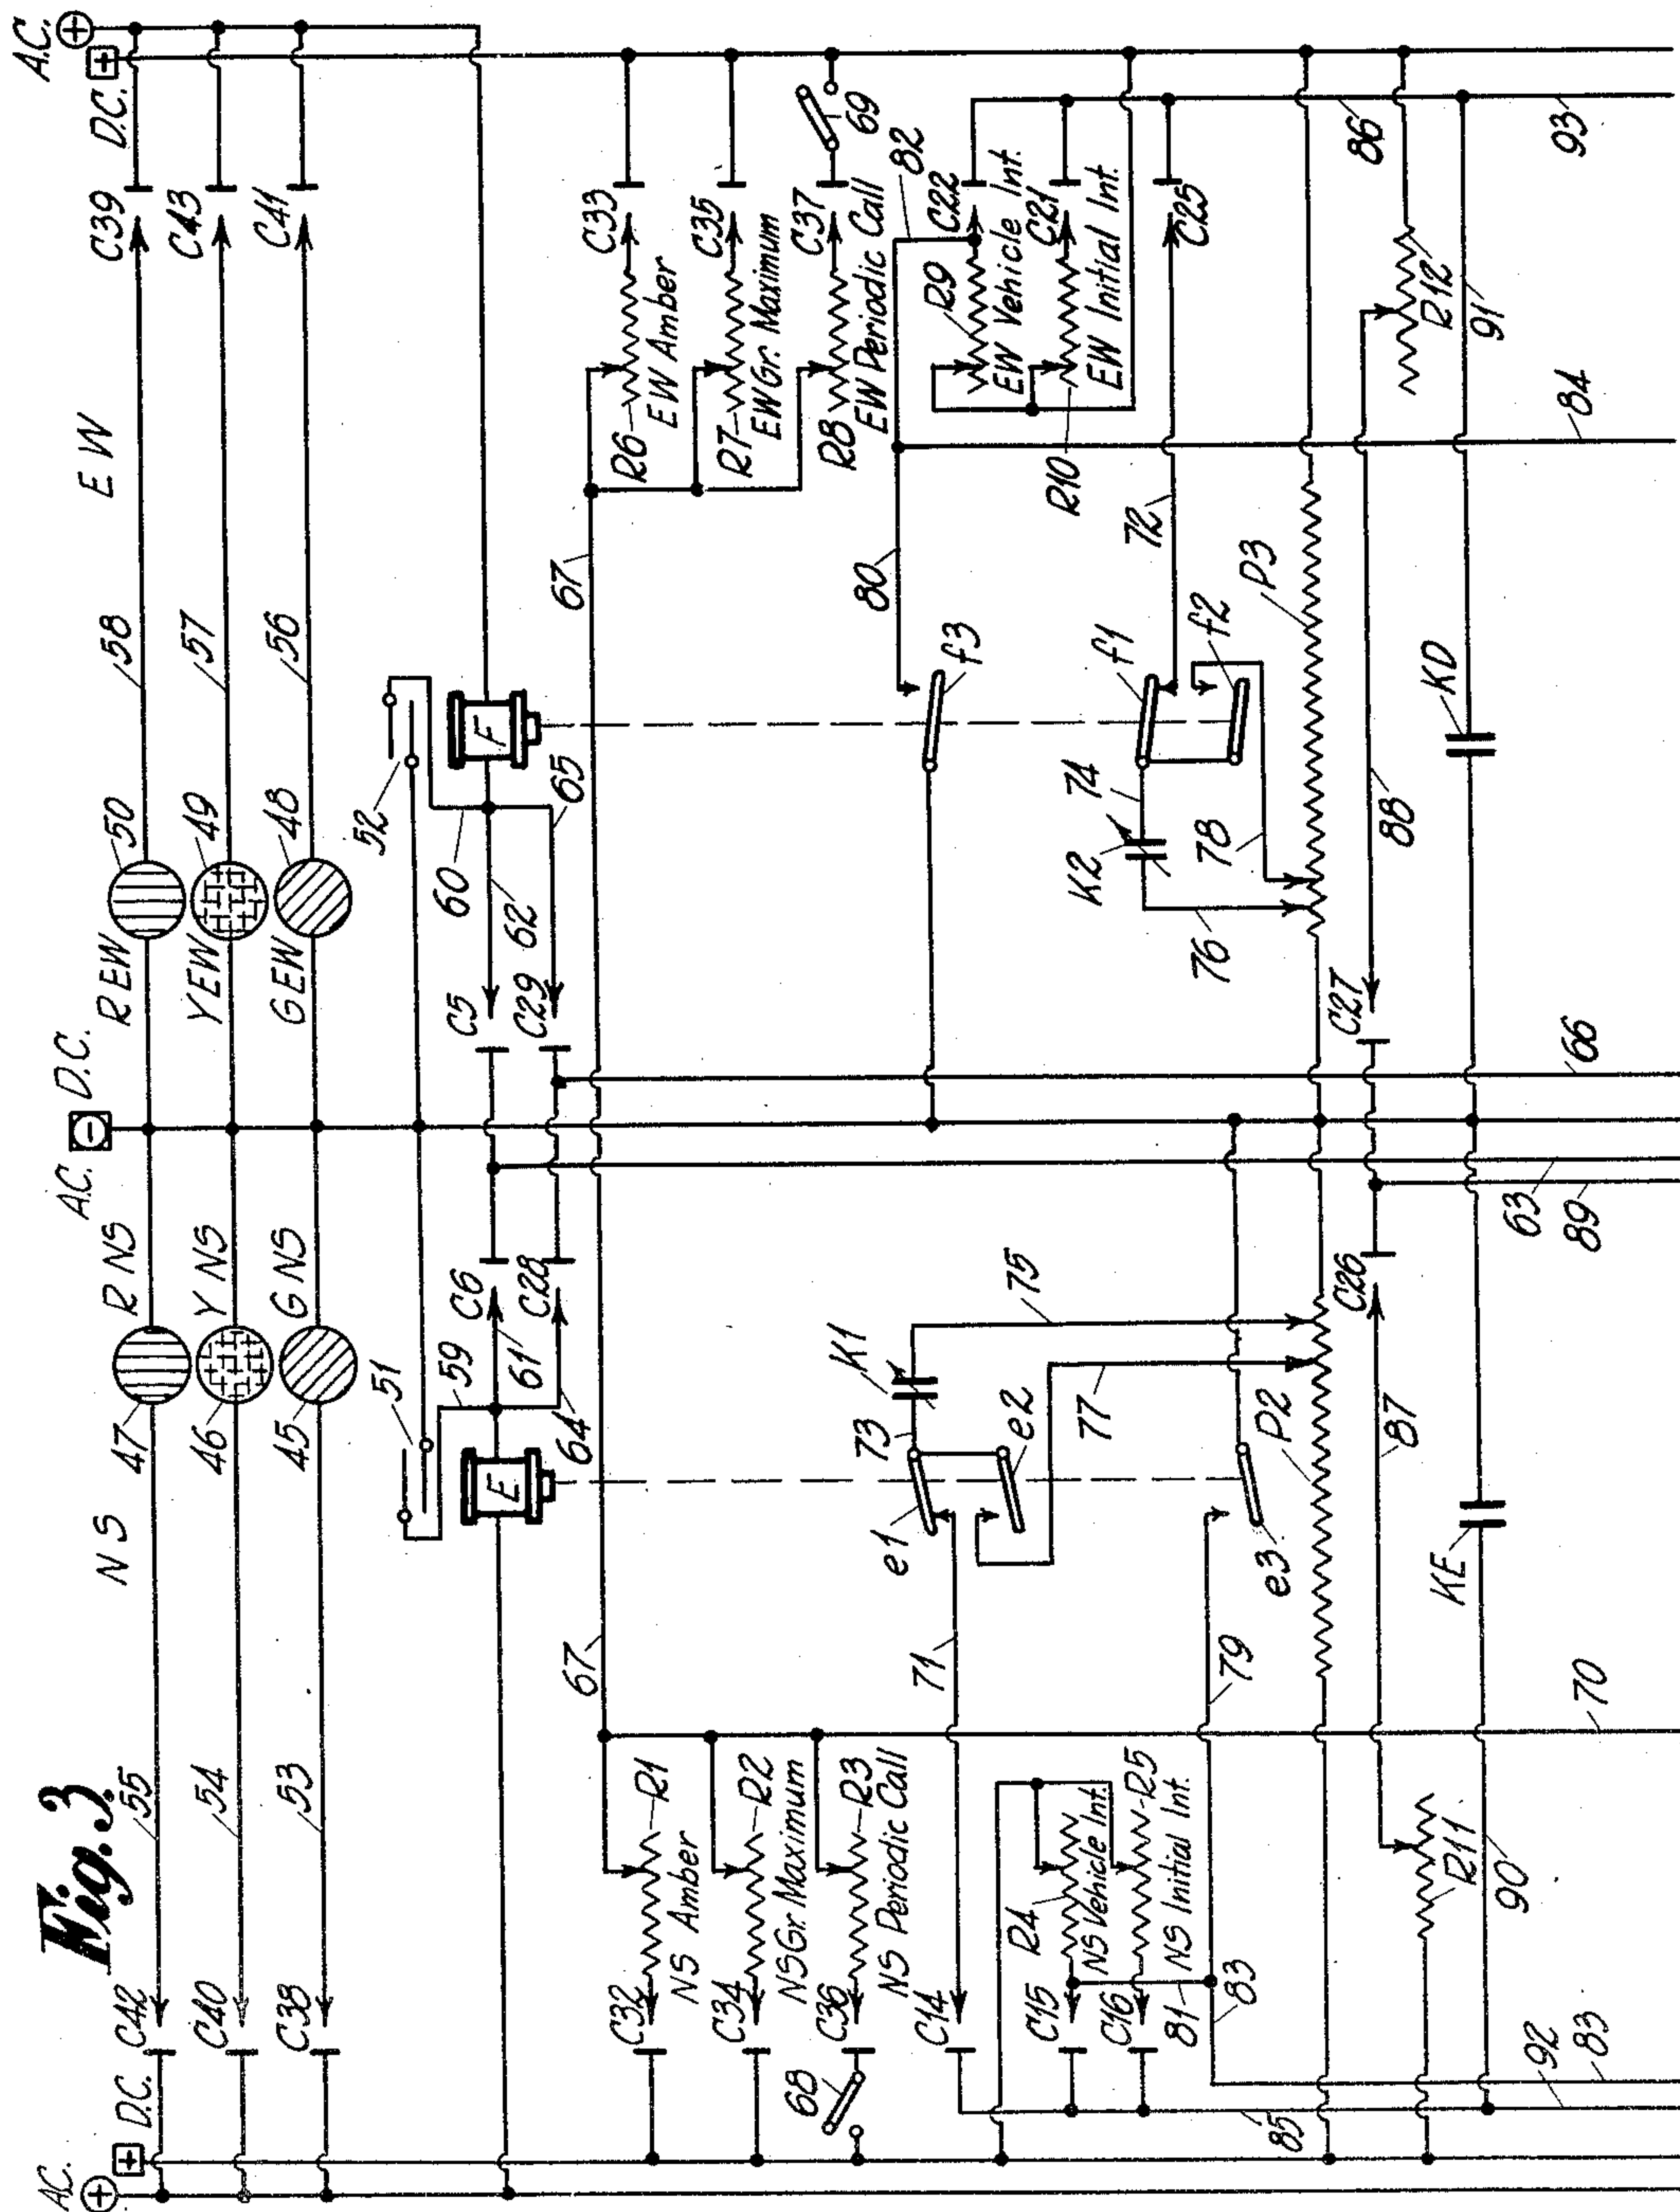 Fig. 3.
N S
E W
A.C.
D.C.
A.C.
D.C.
A.C.
D.C.
C42
55
47
R NS
REW
50
58
C39
C40
54
46
Y NS
YEW
49
57
C43
C38
53
45
G NS
GEW
48
56
C41
51
52
59
60
E
F
61
C6
C5
62
64
C28
C29
65
67
67
C32
R1
NS Amber
C34
R2
NS Gr. Maximum
68
C36
R3
NS Periodic Call
R6
EW Amber
C33
R7
EW Gr. Maximum
C35
R8
EW Periodic Call
C37
69
C14
71
e1
73
K1
75
e2
77
80
f3
82
R9
C22
EW Vehicle Int.
C21
EW Initial Int.
R10
C15
R4
NS Vehicle Int.
C16
R5
NS Initial Int.
81
83
79
e3
K2
74
f1
f2
72
C25
76
78
85
P2
P3
86
R11
87
C26
C27
88
R12
90
KE
KD
91
92
83
70
89
63
66
84
93